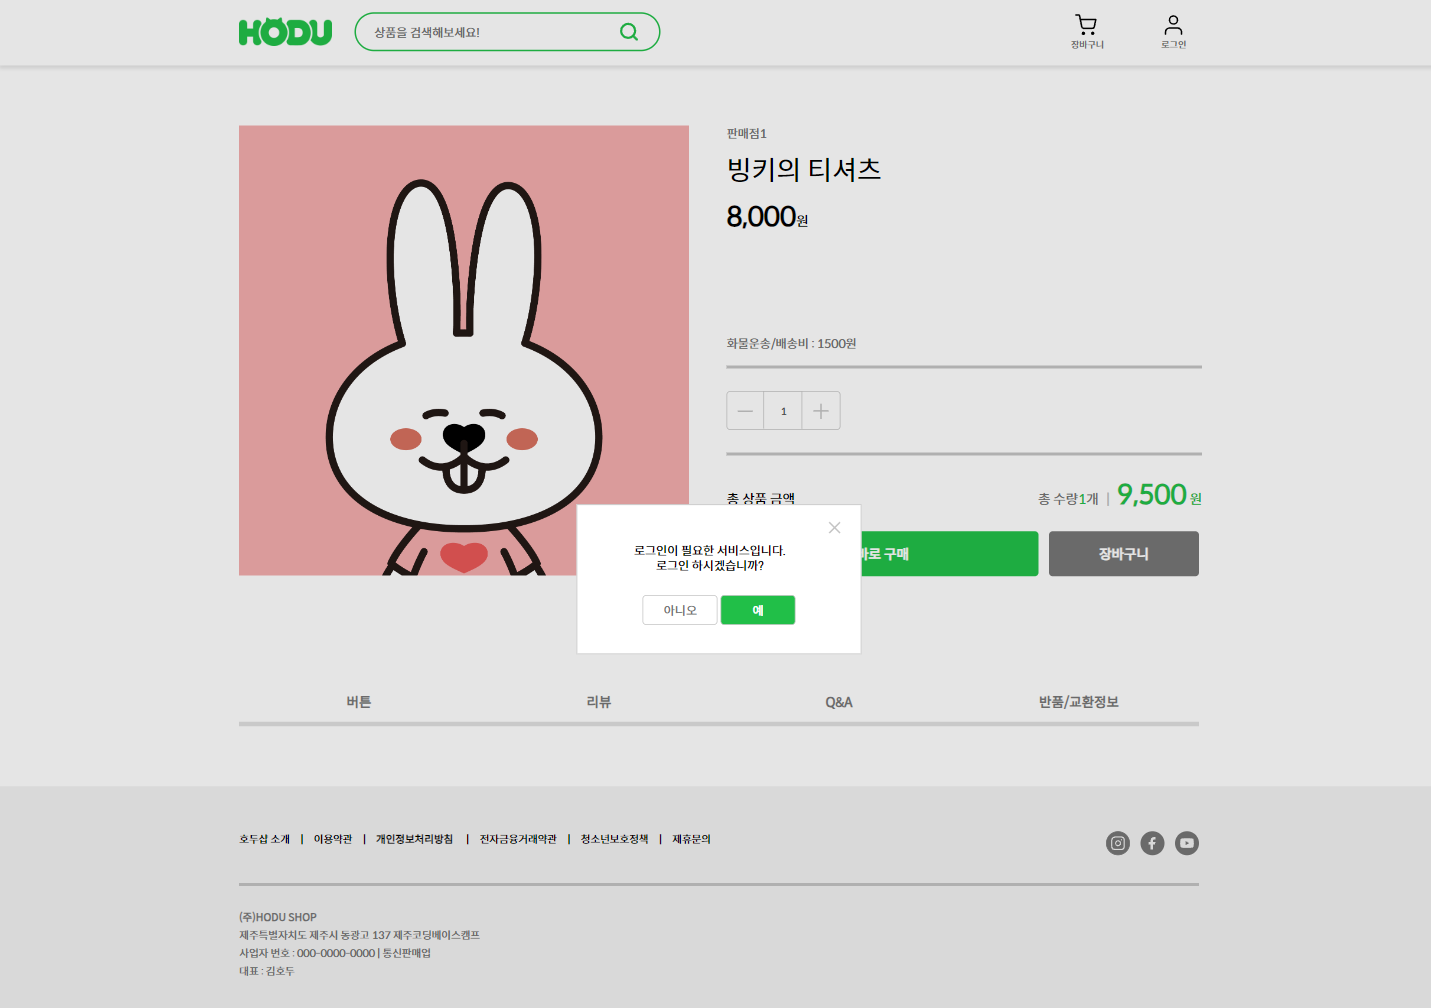 HODU
상품을 검색해보세요!
장바구니
로그인
판매점1
빙키의 티셔츠
8,000원
화물운송/배송비 : 1500원
1
총 상품 금액
총 수량1개 | 9,500 원
로그인이 필요한 서비스입니다.
로그인 하시겠습니까?
아니오
예
바로 구매
장바구니
버튼
리뷰
Q&A
반품/교환정보
호두샵 소개 | 이용약관 | 개인정보처리방침 | 전자금융거래약관 | 청소년보호정책 | 제휴문의
(주)HODU SHOP
제주특별자치도 제주시 동광고 137 제주코딩베이스캠프
사업자 번호 : 000-0000-0000 | 통신판매업
대표 : 김호두